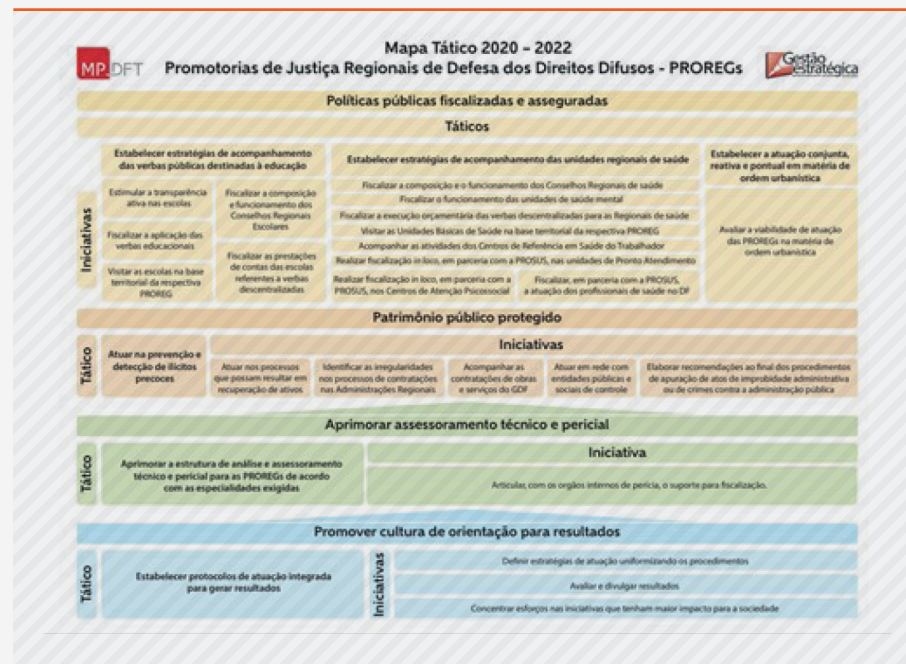 MPDFT
Mapa Tático 2020 – 2022
Promotorias de Justiça Regionais de Defesa dos Direitos Difusos - PROREGs
Gestão
estratégica
Políticas públicas fiscalizadas e asseguradas
Táticos
Iniciativas
Estabelecer estratégias de acompanhamento
das verbas públicas destinadas à educação
Estimular a transparência
ativa nas escolas
Fiscalizar a aplicação das
verbas educacionais
Visitar as escolas na base
territorial da respectiva
PROREG
Fiscalizar a composição
e funcionamento dos
Conselhos Regionais
Escolares
Fiscalizar as prestações
de contas das escolas
referentes a verbas
descentralizadas
Estabelecer estratégias de acompanhamento das unidades regionais de saúde
Fiscalizar a composição e o funcionamento dos Conselhos Regionais de saúde
Fiscalizar o funcionamento das unidades de saúde mental
Fiscalizar a execução orçamentária das verbas descentralizadas para as Regionais de saúde
Visitar as Unidades Básicas de Saúde na base territorial da respectiva PROREG
Acompanhar as atividades dos Centros de Referência em Saúde do Trabalhador
Realizar fiscalização in loco, em parceria com a PROSUS, nas unidades de Pronto Atendimento
Realizar fiscalização in loco, em parceria com a
PROSUS, nos Centros de Atenção Psicossocial
Fiscalizar, em parceria com a PROSUS,
a atuação dos profissionais de saúde no DF
Estabelecer a atuação conjunta,
reativa e pontual em matéria de
ordem urbanística
Avaliar a viabilidade de atuação
das PROREGs na matéria de
ordem urbanística
Patrimônio público protegido
Tático
Atuar na prevenção e
detecção de ilícitos
precoces
Iniciativas
Atuar nos processos
que possam resultar em
recuperação de ativos
Identificar as irregularidades
nos processos de contratações
nas Administrações Regionais
Acompanhar as
contratações de obras
e serviços do GDF
Atuar em rede com
entidades públicas e
sociais de controle
Elaborar recomendações ao final dos procedimentos
de apuração de atos de improbidade administrativa
ou de crimes contra a administração pública
Aprimorar assessoramento técnico e pericial
Tático
Aprimorar a estrutura de análise e assessoramento
técnico e pericial para as PROREGs de acordo
com as especialidades exigidas
Iniciativa
Articular, com os orgãos internos de perícia, o suporte para fiscalização.
Promover cultura de orientação para resultados
Tático
Estabelecer protocolos de atuação integrada
para gerar resultados
Iniciativas
Definir estratégias de atuação uniformizando os procedimentos
Avaliar e divulgar resultados
Concentrar esforços nas iniciativas que tenham maior impacto para a sociedade